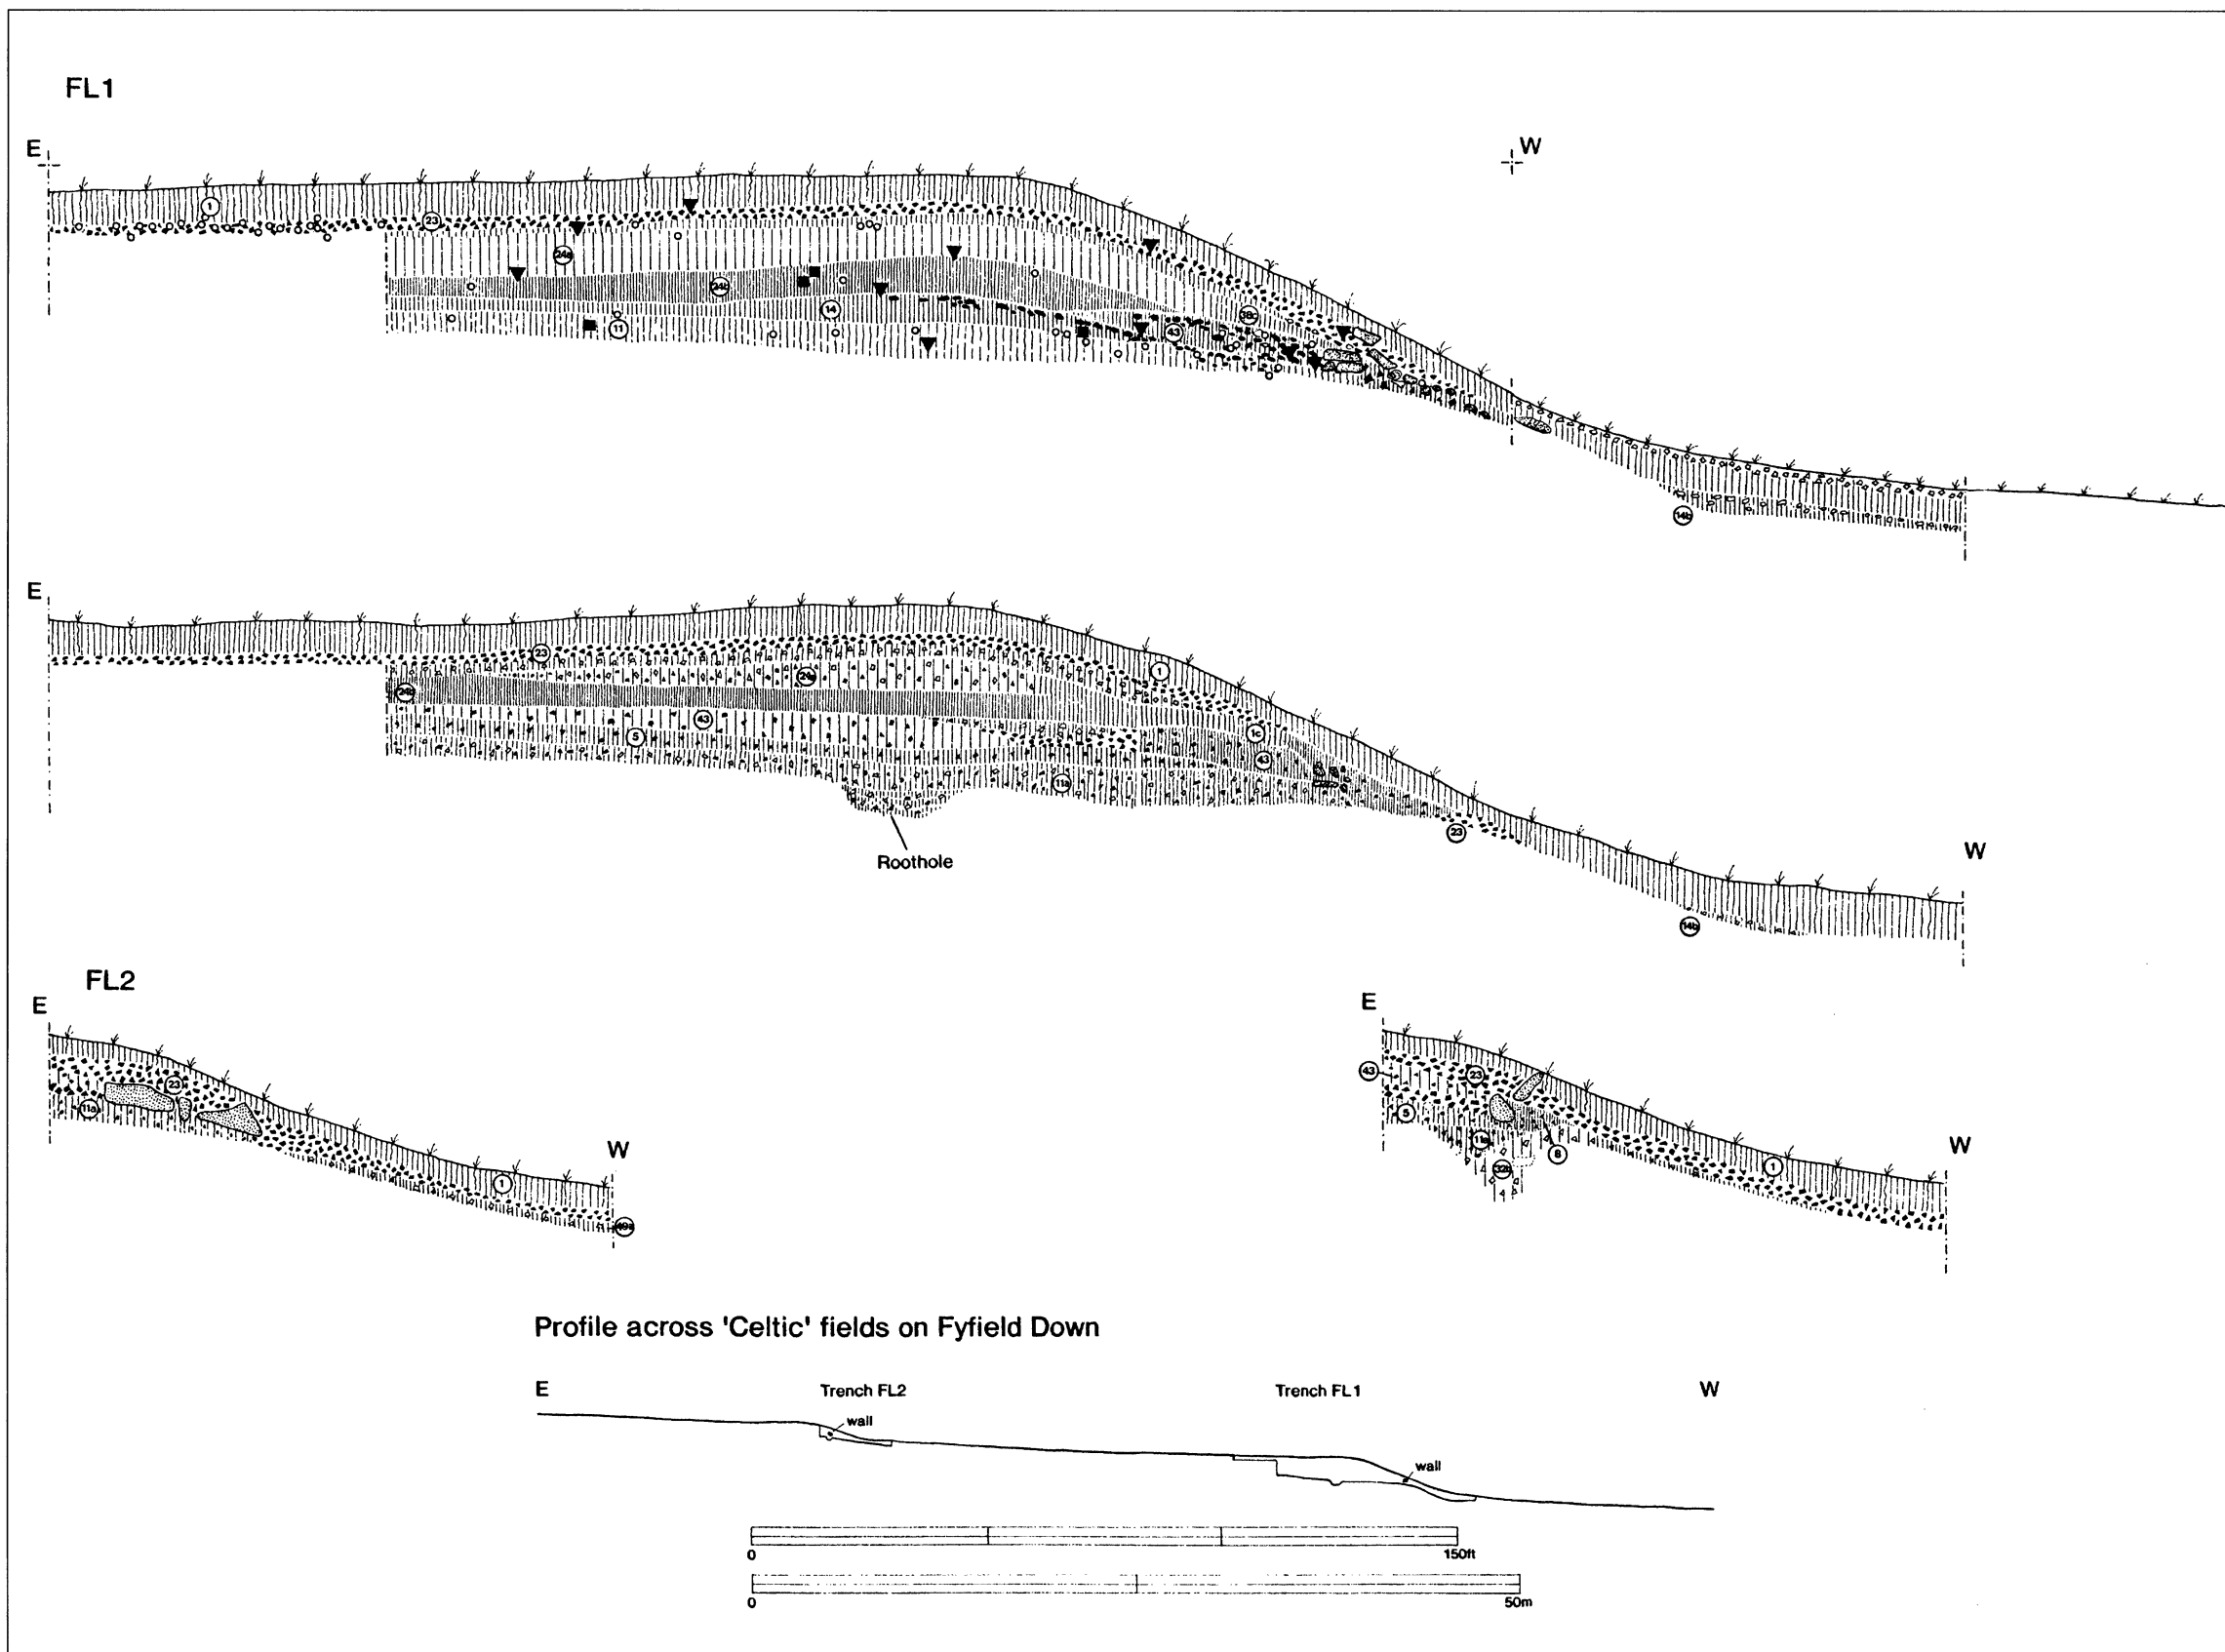 FL1
E
W
1
23
24a
24b
14
11
38c
43
14b
E
23
1
24a
24b
43
5
1c
43
11a
23
Roothole
W
14b
FL2
E
23
11a
W
1
49a
E
43
23
5
11a
8
32b
1
W
Profile across 'Celtic' fields on Fyfield Down
E Trench FL2 Trench FL1 W
wall
wall
0 150ft
0 50m